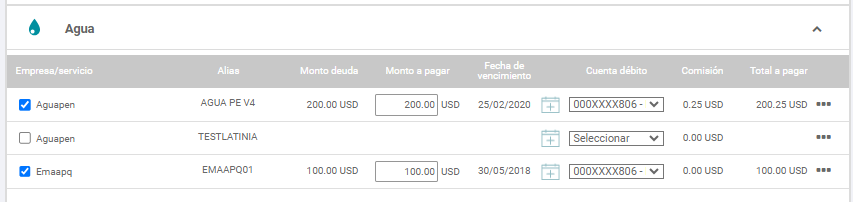 Agua
Empresa/servicio Alias Monto deuda Monto a pagar Fecha de vencimiento Cuenta débito Comisión Total a pagar
Aguapen AGUA PE V4 200.00 USD 200.00 USD 25/02/2020 000XXXX806 - 0.25 USD 200.25 USD
Aguapen TESTLATINIA Seleccionar 0.00 USD
Emaapq EMAAPQ01 100.00 USD 100.00 USD 30/05/2018 000XXXX806 - 0.00 USD 100.00 USD